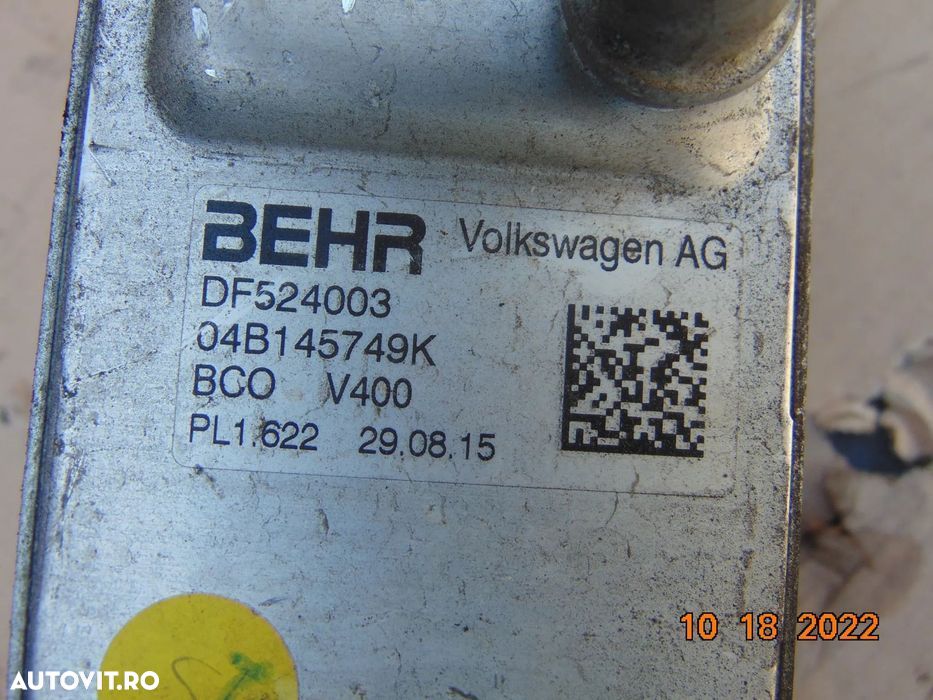 BEHR Volkswagen AG
DF524003
04B145749K
BCO V400
PL1.622 29.08.15
10 18 2022
AUTOVIT.RO